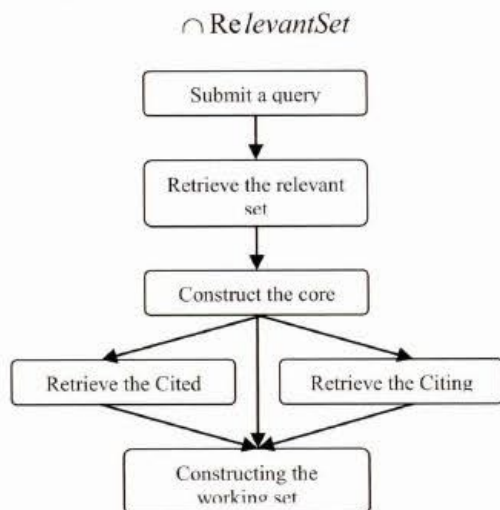 ∩ RelevantSet
Submit a query
Retrieve the relevant
set
Construct the core
Retrieve the Cited
Retrieve the Citing
Constructing the
working set